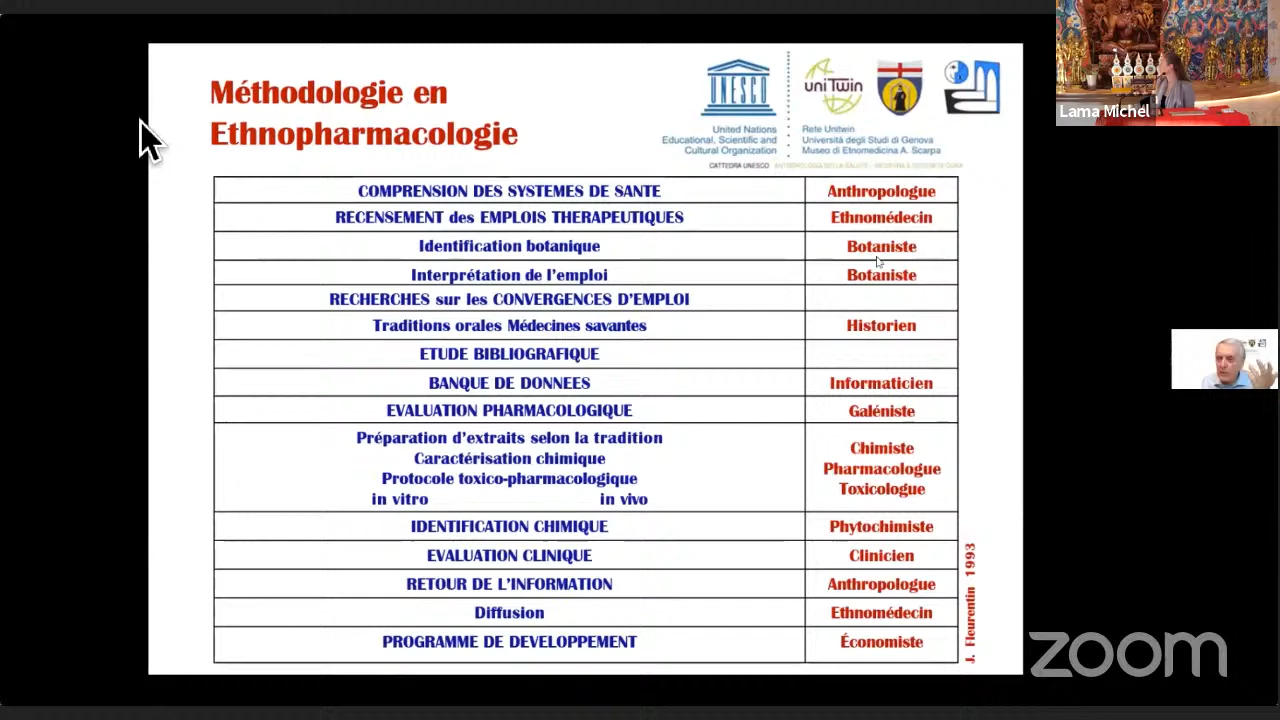 Méthodologie en
Ethnopharmacologie
UNESCO
uniTwin
United Nations
Educational, Scientific and
Cultural Organization
Rete Unitwin
Università degli Studi di Genova
Museo di Etnomedicina A. Scarpa
CATTEDRA UNESCO
Lama Michel
COMPRENSION DES SYSTEMES DE SANTE Anthropologue
RECENSEMENT des EMPLOIS THERAPEUTIQUES Ethnomédecin
Identification botanique Botaniste
Interprétation de l'emploi Botaniste
RECHERCHES sur les CONVERGENCES D'EMPLOI
Traditions orales Médecines savantes Historien
ETUDE BIBLIOGRAFIQUE
BANQUE DE DONNEES Informaticien
EVALUATION PHARMACOLOGIQUE Galéniste
Préparation d'extraits selon la tradition
Caractérisation chimique
Protocole toxico-pharmacologique
in vitro in vivo
Chimiste
Pharmacologue
Toxicologue
IDENTIFICATION CHIMIQUE Phytochimiste
EVALUATION CLINIQUE Clinicien
RETOUR DE L'INFORMATION Anthropologue
Diffusion Ethnomédecin
PROGRAMME DE DEVELOPPEMENT Économiste
J. Fleurentin 1993
zoom